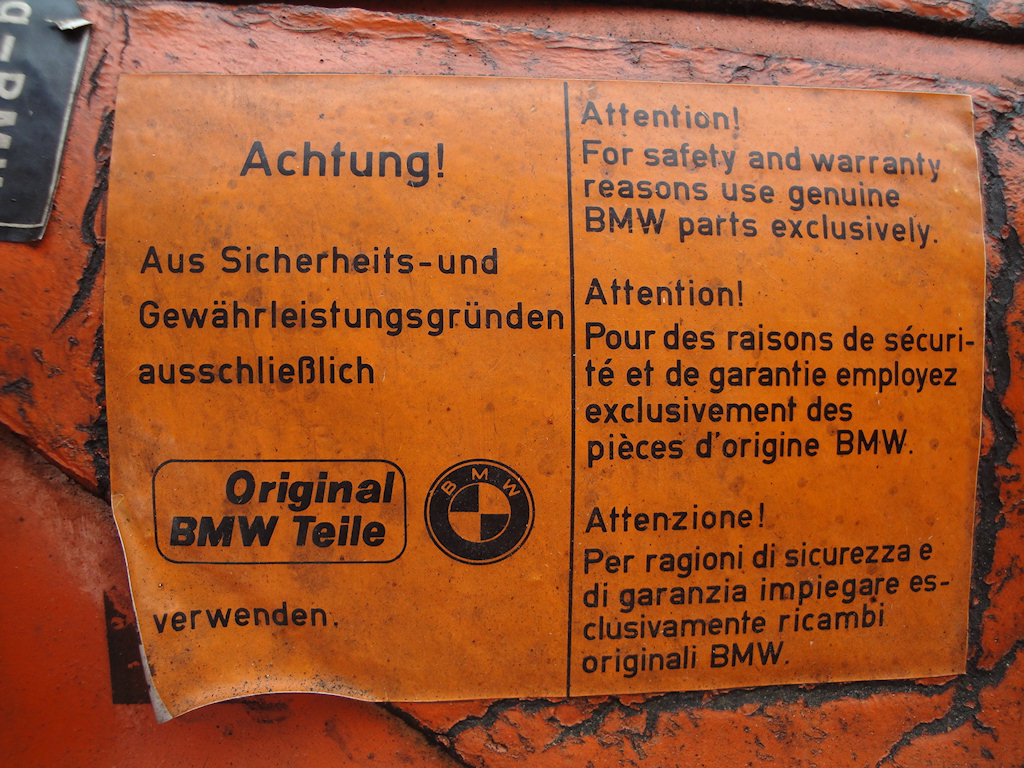 Achtung!
Aus Sicherheits-und
Gewährleistungsgründen
ausschließlich
Original
BMW Teile
BMW
verwenden.
Attention!
For safety and warranty
reasons use genuine
BMW parts exclusively.
Attention!
Pour des raisons de sécuri-
té et de garantie employez
exclusivement des
pièces d'origine BMW.
Attenzione!
Per ragioni di sicurezza e
di garanzia impiegare es-
clusivamente ricambi
originali BMW.